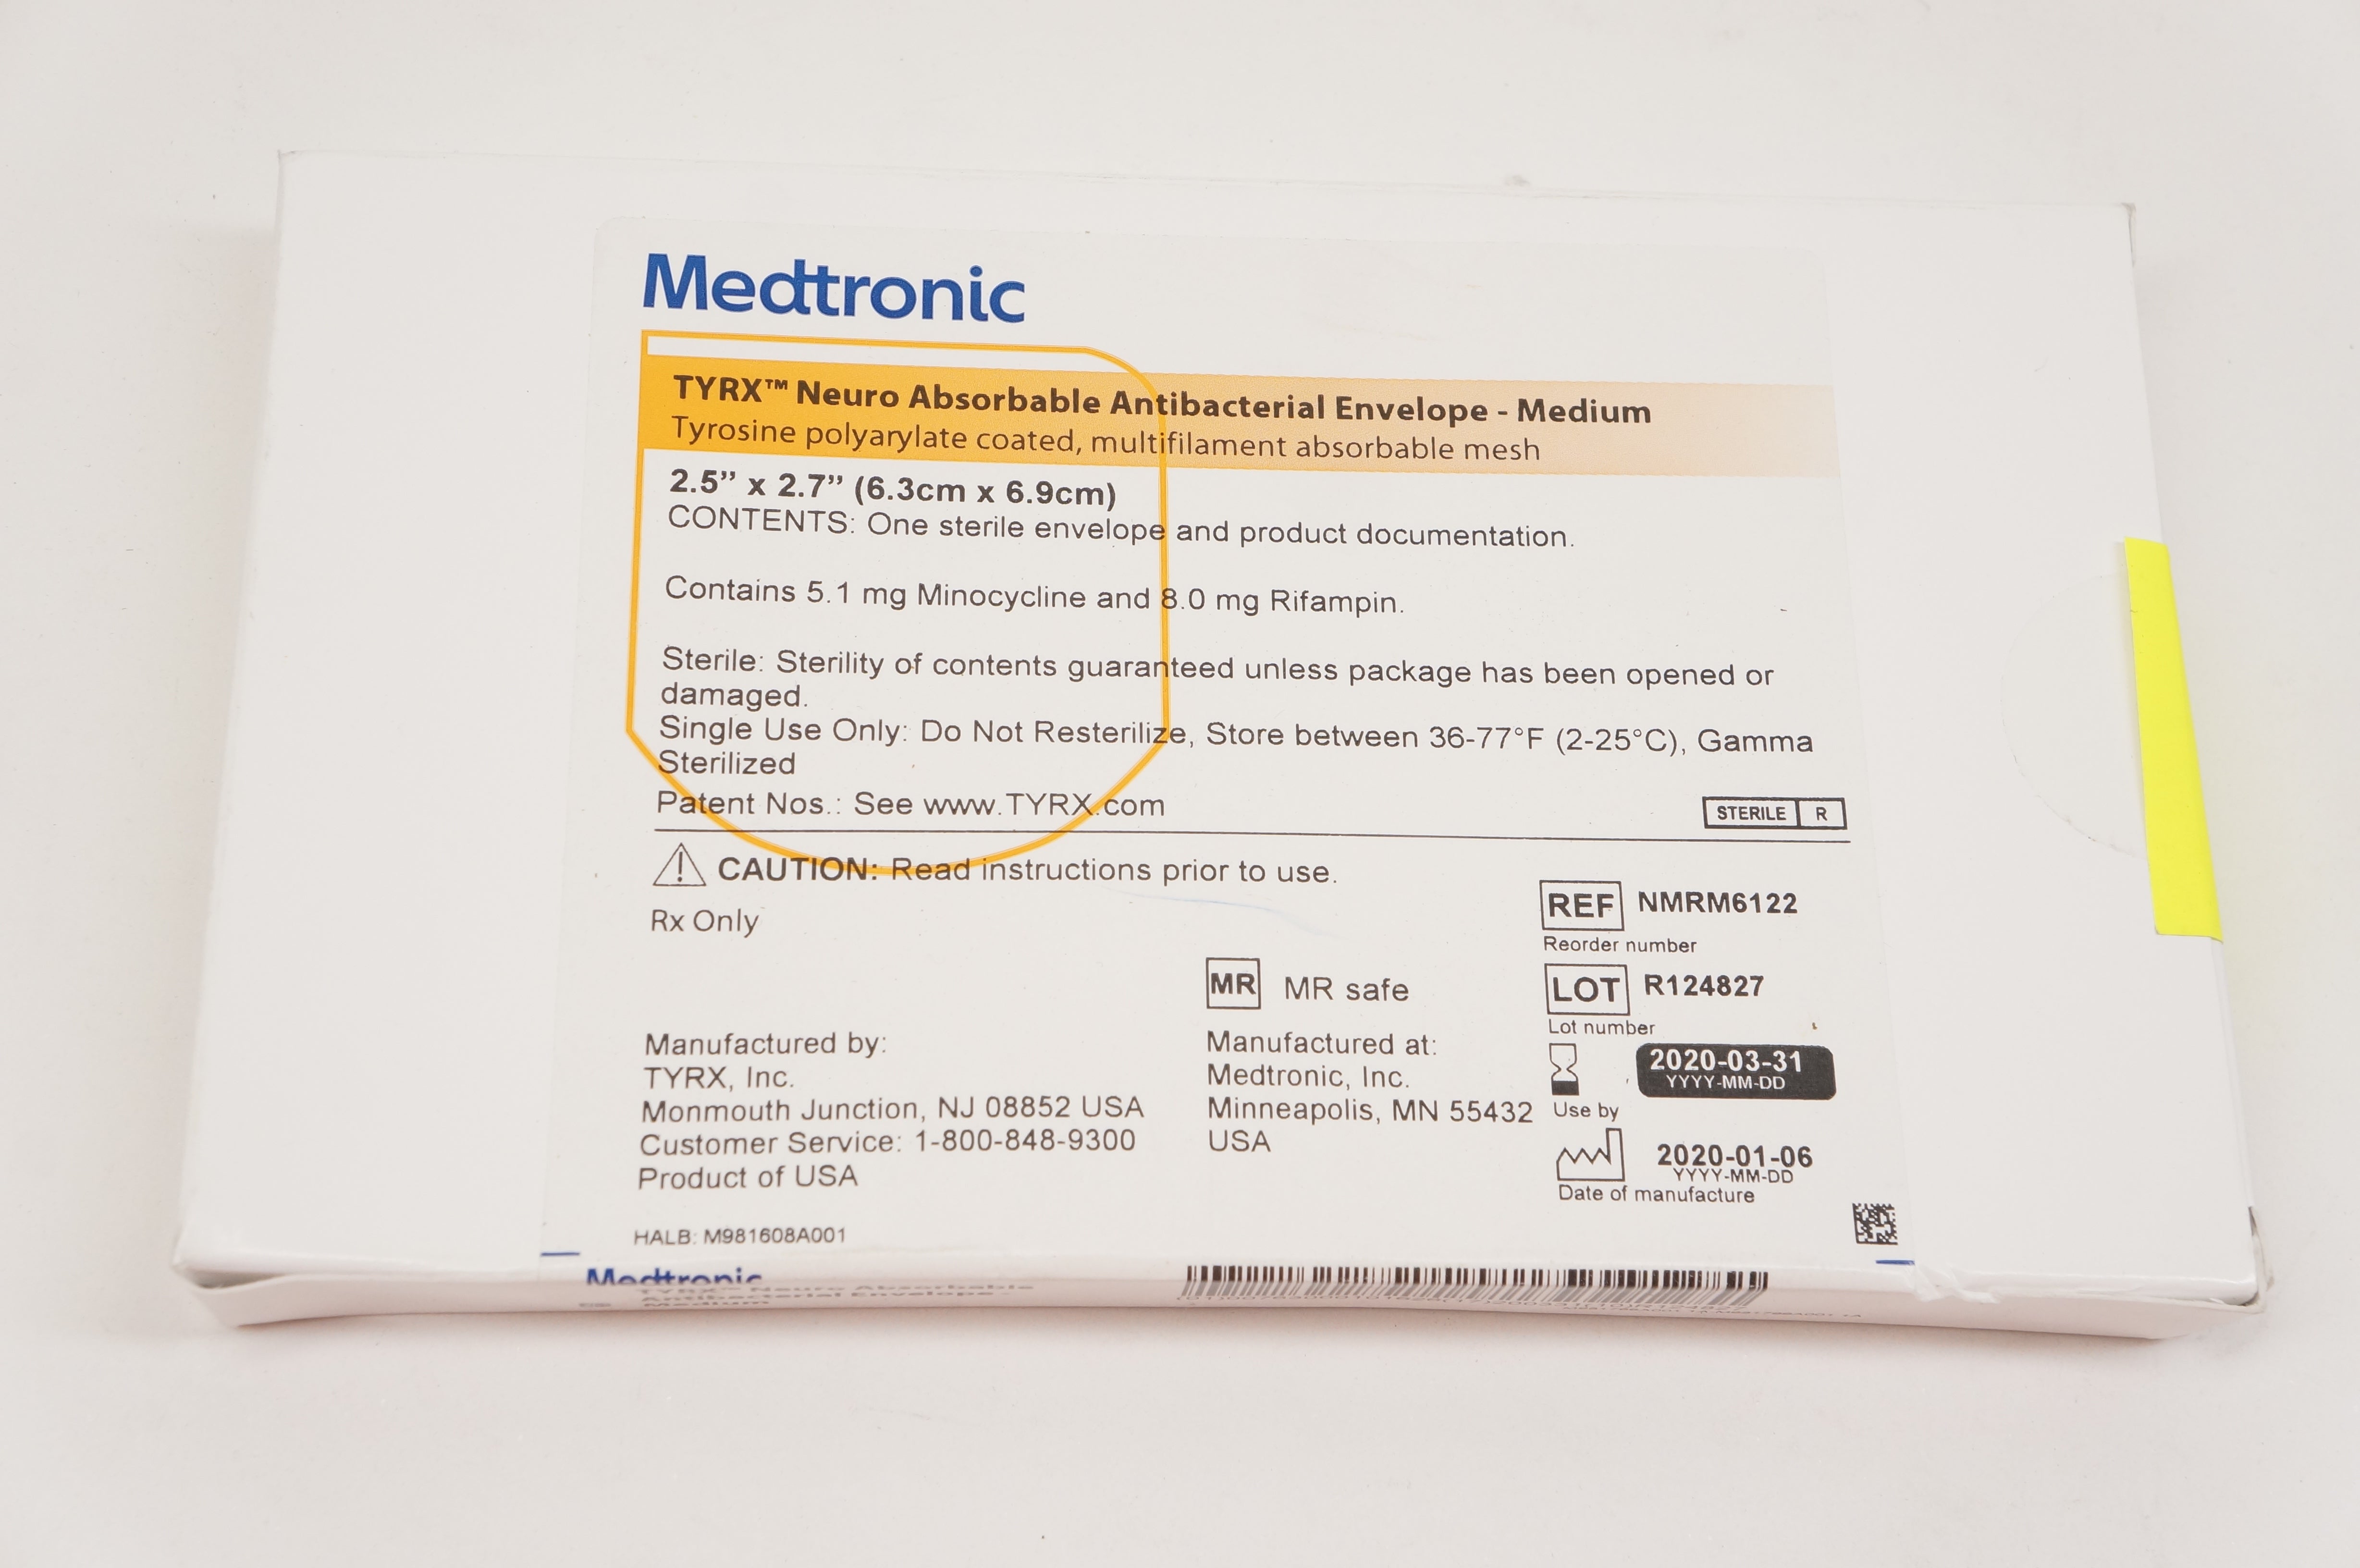 Medtronic
TYRX™ Neuro Absorbable Antibacterial Envelope - Medium
Tyrosine polyarylate coated, multifilament absorbable mesh
2.5” x 2.7” (6.3cm x 6.9cm)
CONTENTS: One sterile envelope and product documentation.
Contains 5.1 mg Minocycline and 8.0 mg Rifampin.
Sterile: Sterility of contents guaranteed unless package has been opened or
damaged.
Single Use Only: Do Not Resterilize, Store between 36-77°F (2-25°C), Gamma
Sterilized
Patent Nos.: See www.TYRX.com
STERILE R
CAUTION: Read instructions prior to use.
Rx Only
REF NMRM6122
Reorder number
MR MR safe
LOT R124827
Lot number
Manufactured by:
TYRX, Inc.
Monmouth Junction, NJ 08852 USA
Customer Service: 1-800-848-9300
Product of USA
Manufactured at:
Medtronic, Inc.
Minneapolis, MN 55432
USA
2020-03-31
YYYY-MM-DD
Use by
2020-01-06
YYYY-MM-DD
Date of manufacture
HALB: M981608A001
Medtronic
TYRX™ Neuro Absorbable
Antibacterial Envelope -
Medium